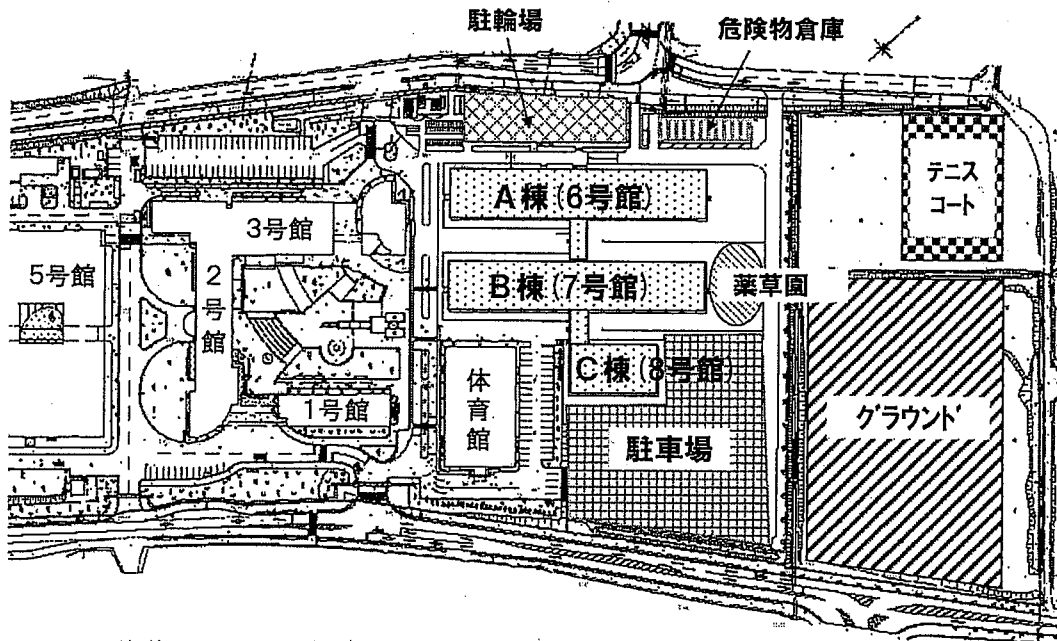 駐輪場
危険物倉庫
テニス
コート
A棟(6号館)
3号館
5号館
2号館
B棟(7号館)
薬草園
C棟(8号館)
体育館
1号館
グラウンド
駐車場